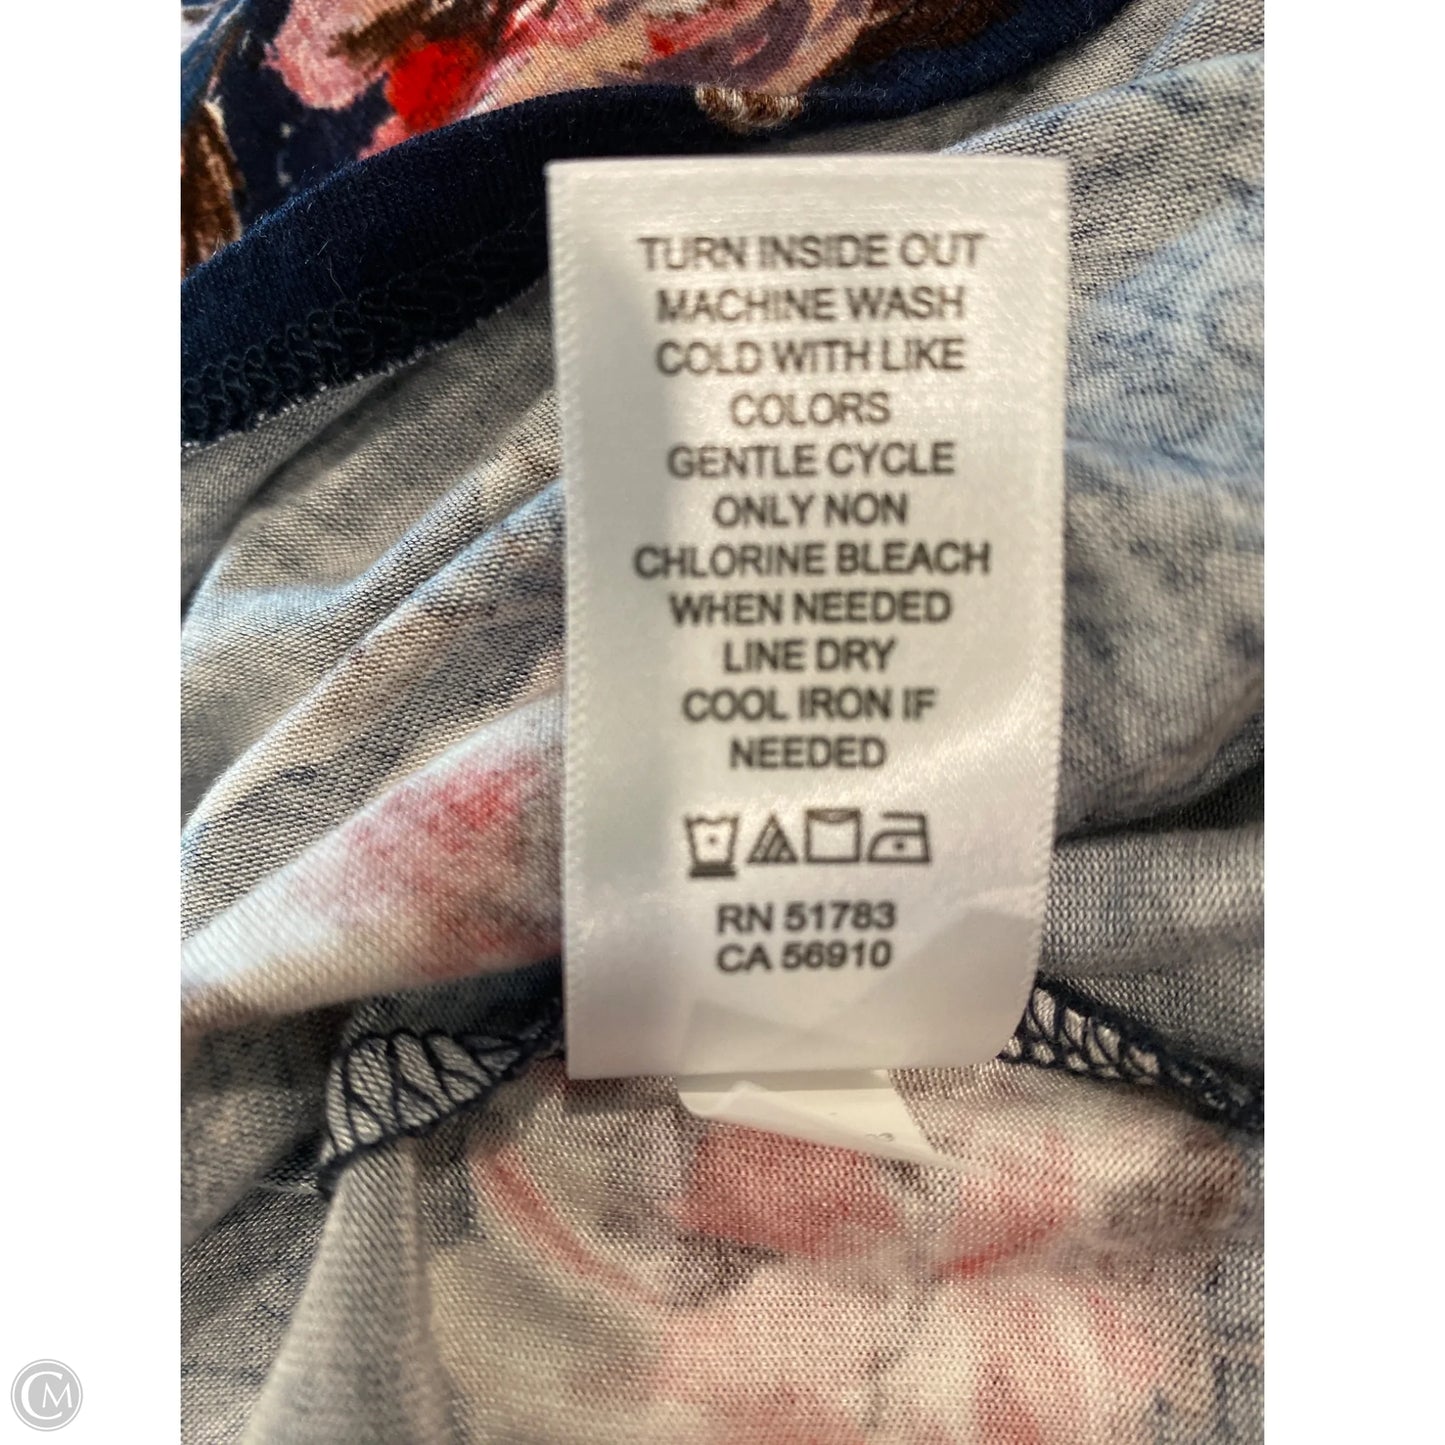 TURN INSIDE OUT
MACHINE WASH
COLD WITH LIKE
COLORS
GENTLE CYCLE
ONLY NON
CHLORINE BLEACH
WHEN NEEDED
LINE DRY
COOL IRON IF
NEEDED
RN 51783
CA 56910
CM